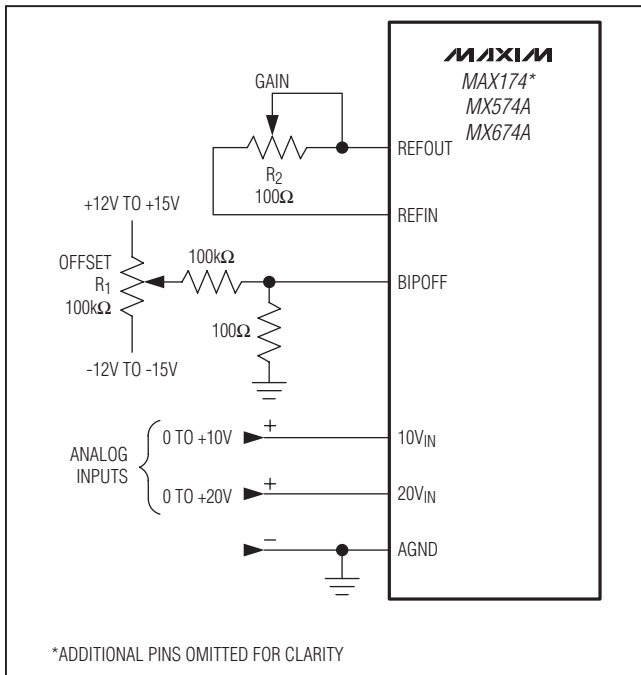 MAXIM
MAX174*
MX574A
MX674A
GAIN
REFOUT
R2
100Ω
REFIN
+12V TO +15V
OFFSET
R1
100kΩ
100kΩ
BIPOFF
100Ω
-12V TO -15V
ANALOG
INPUTS
0 TO +10V
+
10VIN
0 TO +20V
+
20VIN
−
AGND
*ADDITIONAL PINS OMITTED FOR CLARITY